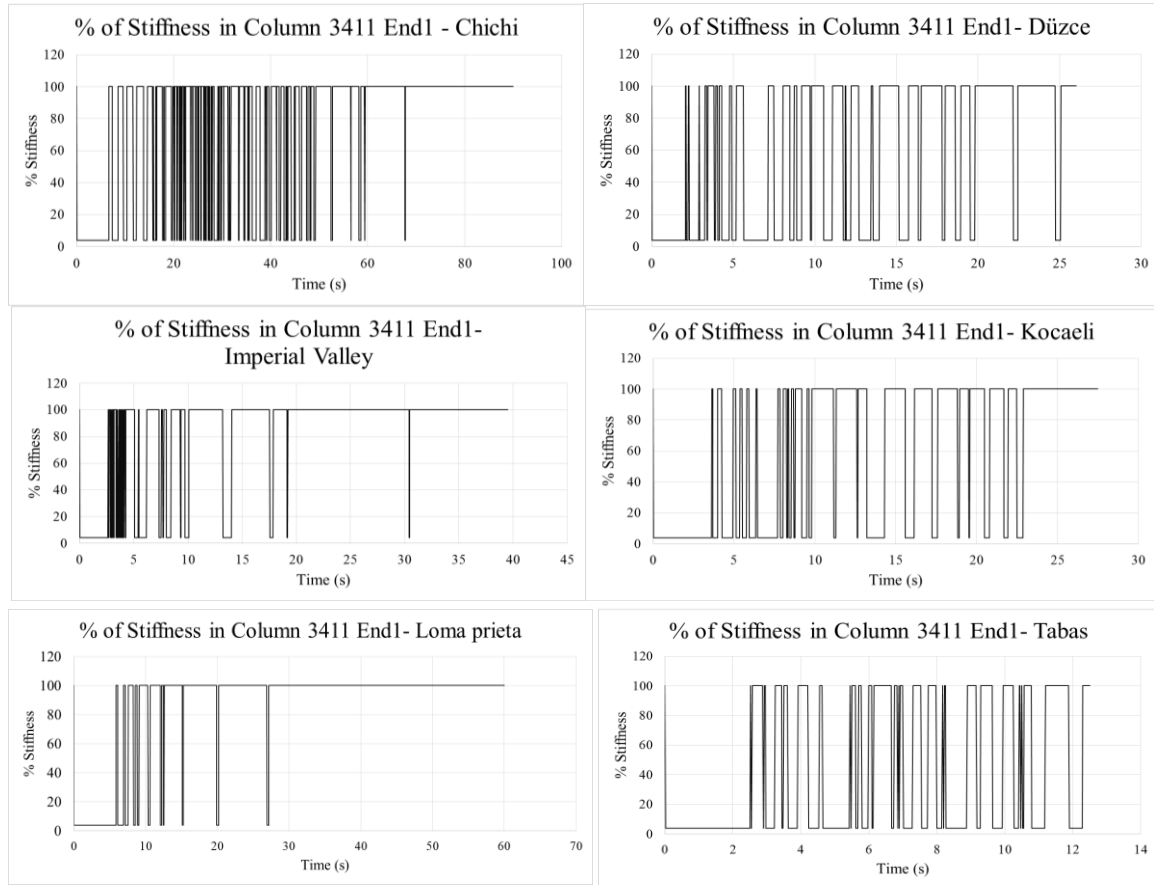 % of Stiffness in Column 3411 End1 - Chichi
% Stiffness
120
100
80
60
40
20
0
0 20 40 60 80 100
Time (s)
% of Stiffness in Column 3411 End1- Düzce
% Stiffness
120
100
80
60
40
20
0
0 5 10 15 20 25 30
Time (s)
% of Stiffness in Column 3411 End1-
Imperial Valley
% Stiffness
120
100
80
60
40
20
0
0 5 10 15 20 25 30 35 40 45
Time (s)
% of Stiffness in Column 3411 End1- Kocaeli
% Stiffness
120
100
80
60
40
20
0
0 5 10 15 20 25 30
Time (s)
% of Stiffness in Column 3411 End1- Loma prieta
% Stiffness
120
100
80
60
40
20
0
0 10 20 30 40 50 60 70
Time (s)
% of Stiffness in Column 3411 End1- Tabas
% Stiffness
120
100
80
60
40
20
0
0 2 4 6 8 10 12 14
Time (s)